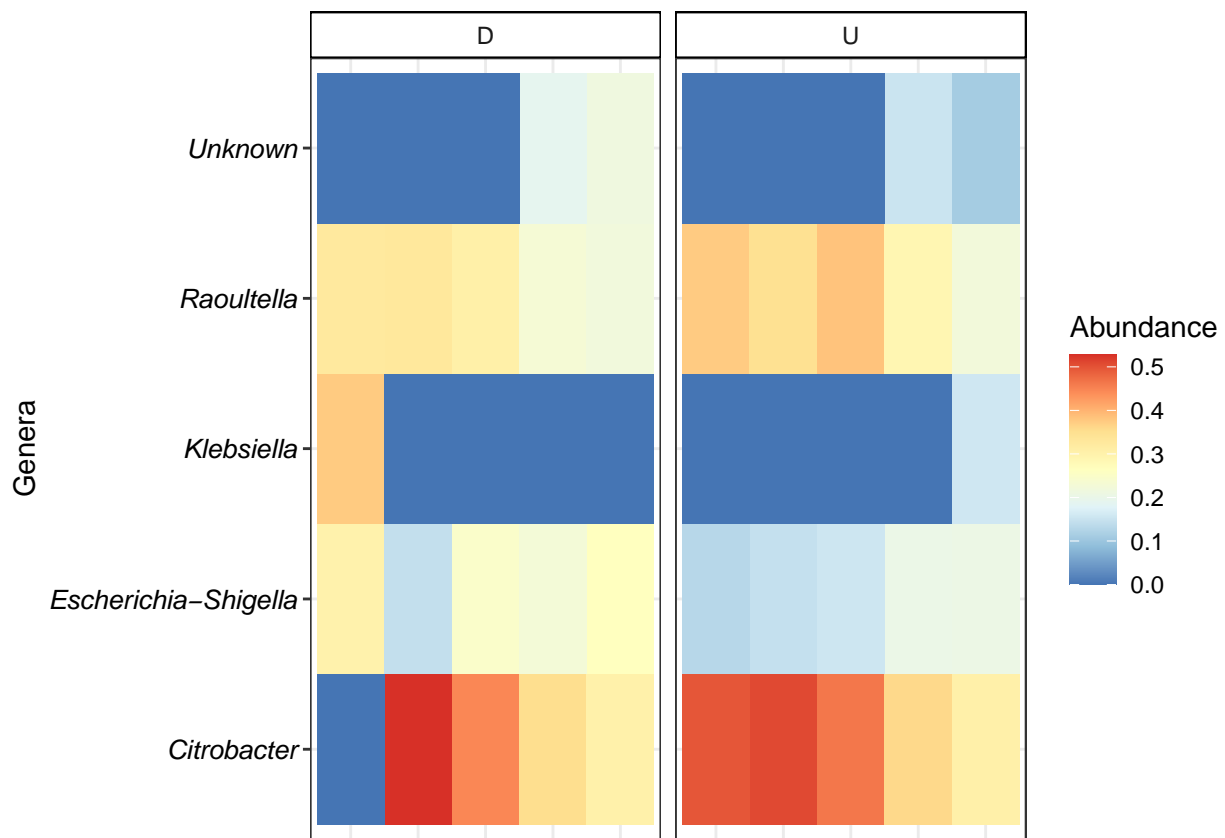 D
U
Unknown
Raoultella
Klebsiella
Escherichia−Shigella
Citrobacter
Genera
Abundance
0.5
0.4
0.3
0.2
0.1
0.0